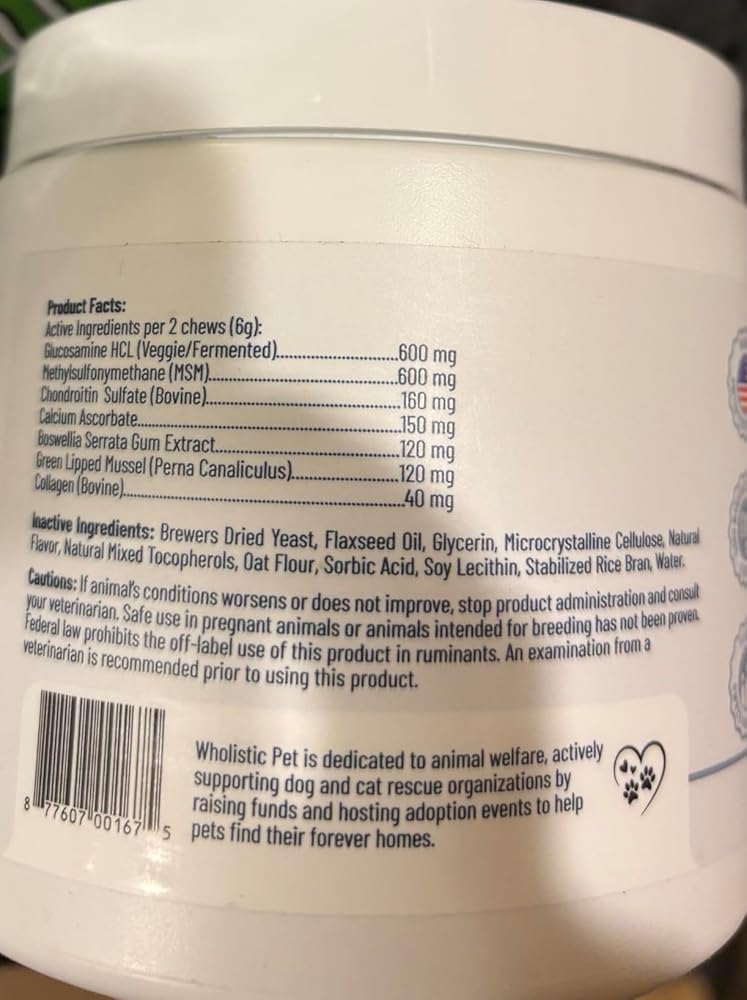 Product Facts:
Active Ingredients per 2 chews (6g):
Glucosamine HCL (Veggie/Fermented)..............................600 mg
Methylsulfonymethane (MSM)..............................600 mg
Chondroitin Sulfate (Bovine)..............................160 mg
Calcium Ascorbate..............................150 mg
Boswellia Serrata Gum Extract..............................120 mg
Green Lipped Mussel (Perna Canaliculus)..............................120 mg
Collagen (Bovine)..............................40 mg
Inactive Ingredients: Brewers Dried Yeast, Flaxseed Oil, Glycerin, Microcrystalline Cellulose, Natural
Flavor, Natural Mixed Tocopherols, Oat Flour, Sorbic Acid, Soy Lecithin, Stabilized Rice Bran, Water.
Cautions: If animal's conditions worsens or does not improve, stop product administration and consult
your veterinarian. Safe use in pregnant animals or animals intended for breeding has not been proven.
Federal law prohibits the off-label use of this product in ruminants. An examination from a
veterinarian is recommended prior to using this product.
Wholistic Pet is dedicated to animal welfare, actively
supporting dog and cat rescue organizations by
raising funds and hosting adoption events to help
pets find their forever homes.
8 77607 00167 5